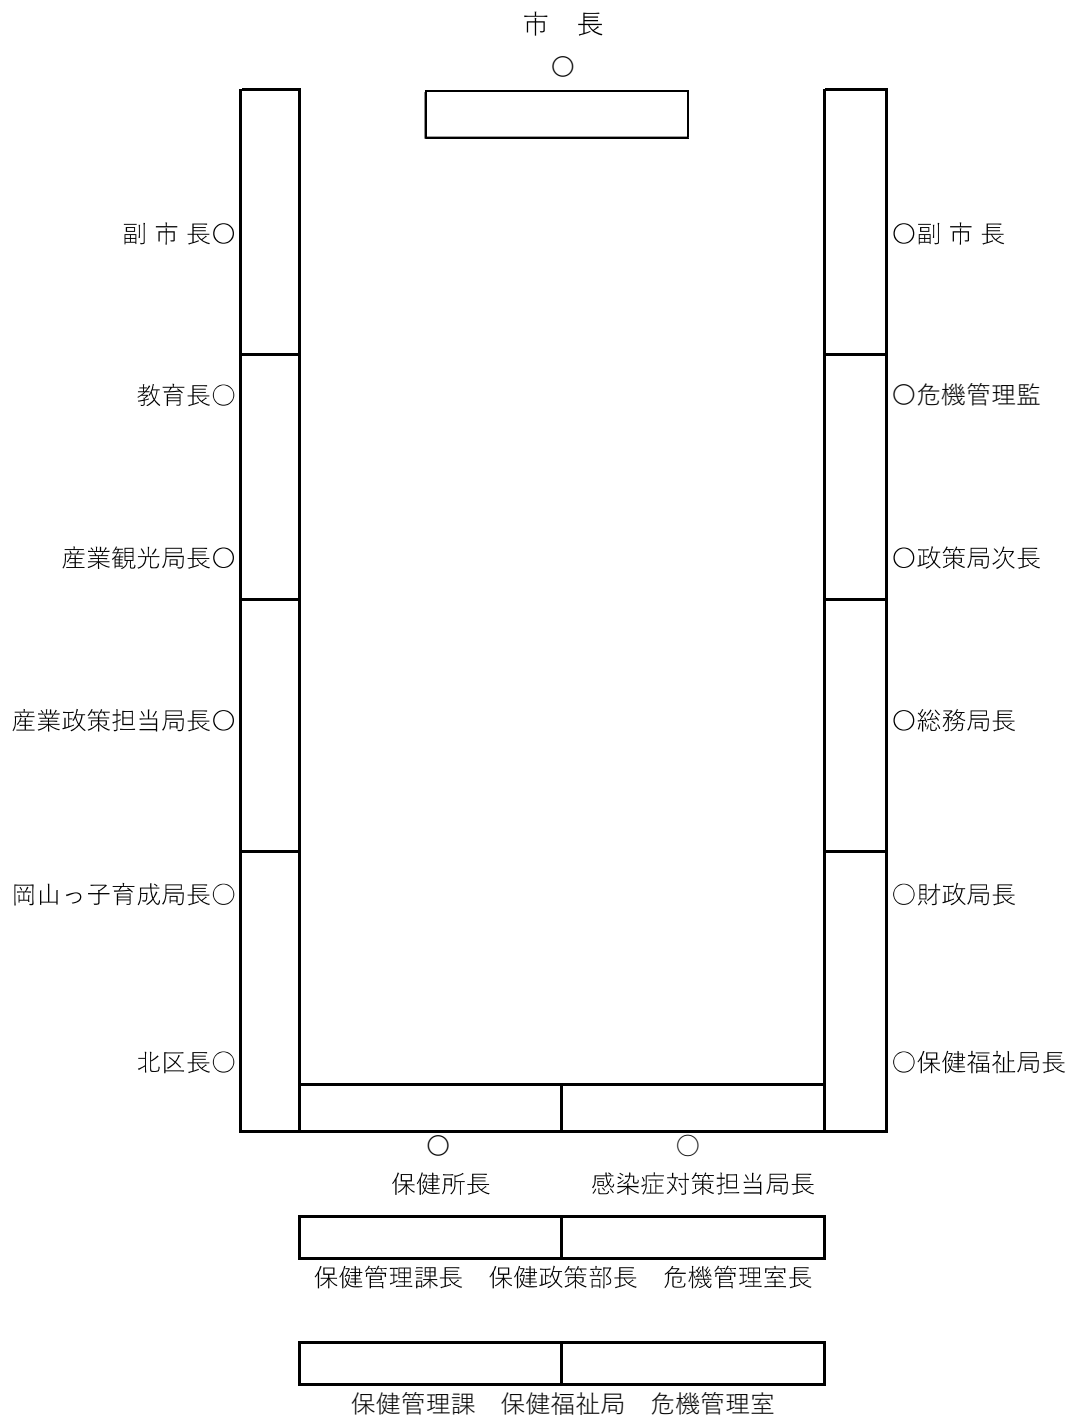 市　長
○
副 市 長○　○副 市 長
教育長○　○危機管理監
産業観光局長○　○政策局次長
産業政策担当局長○　○総務局長
岡山っ子育成局長○　○財政局長
北区長○　○保健福祉局長
○　○
保健所長　感染症対策担当局長
保健管理課長　保健政策部長　危機管理室長
保健管理課　保健福祉局　危機管理室